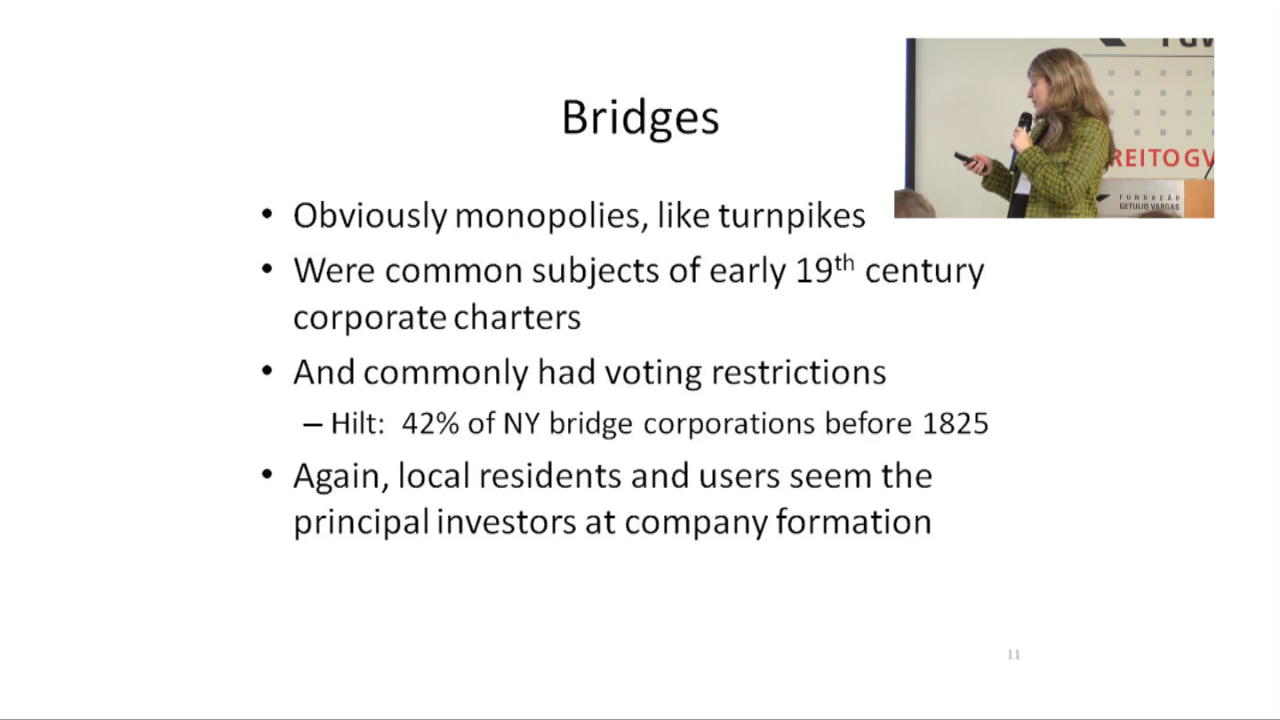 Bridges
• Obviously monopolies, like turnpikes
• Were common subjects of early 19th century
corporate charters
• And commonly had voting restrictions
– Hilt: 42% of NY bridge corporations before 1825
• Again, local residents and users seem the
principal investors at company formation
11
REITOGV
FUNDAÇÃO
GETULIO VARGAS